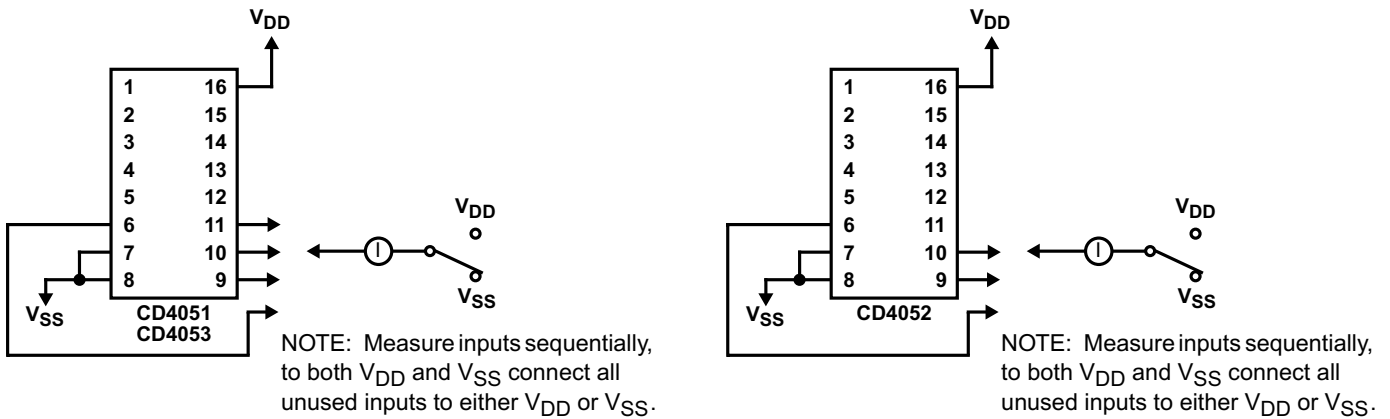 VDD
1 16
2 15
3 14
4 13
5 12
6 11
7 10
8 9
VSS
CD4051
CD4053
I
VDD
VSS
NOTE: Measure inputs sequentially,
to both VDD and VSS connect all
unused inputs to either VDD or VSS.
VDD
1 16
2 15
3 14
4 13
5 12
6 11
7 10
8 9
VSS
CD4052
I
VDD
VSS
NOTE: Measure inputs sequentially,
to both VDD and VSS connect all
unused inputs to either VDD or VSS.